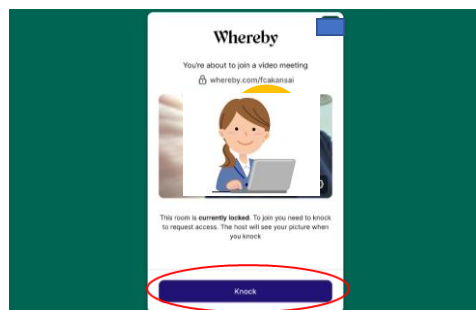 Whereby
You're about to join a video meeting
whereby.com/fcakansai
This room is currently locked. To join you need to knock
to request access. The host will see your picture when
you knock
Knock